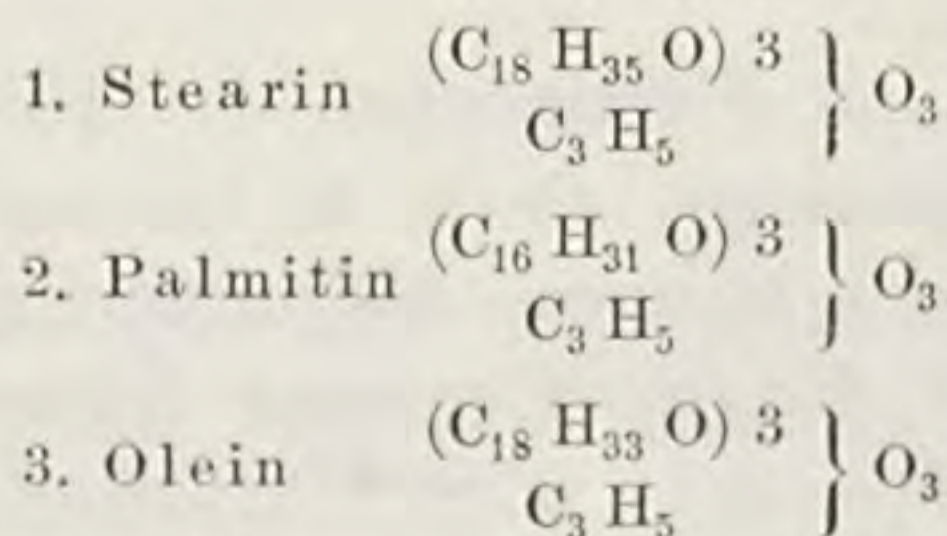 1. Stearin (C₁₈ H₃₅ O) 3 } O₃
C₃ H₅
2. Palmitin (C₁₆ H₃₁ O) 3 } O₃
C₃ H₅
3. Olein (C₁₈ H₃₃ O) 3 } O₃
C₃ H₅